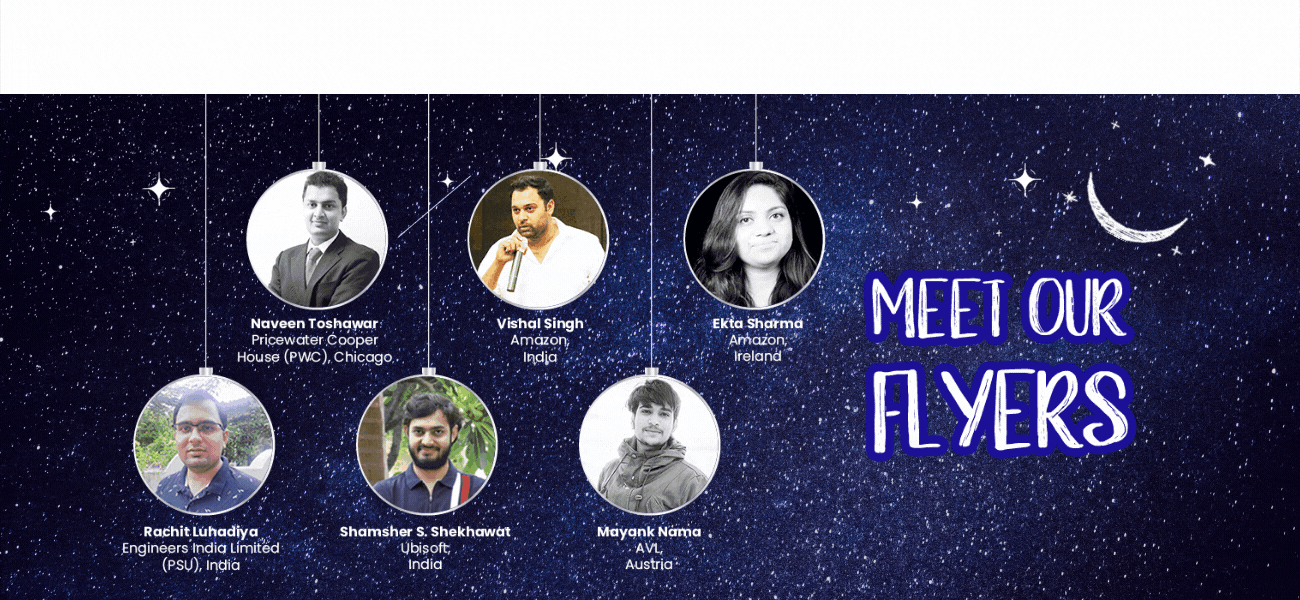 Naveen Toshawar
Pricewater Cooper
House (PWC), Chicago
Vishal Singh
Amazon,
India
Ekta Sharma
Amazon,
Ireland
MEET OUR
FLYERS
Rachit Luhadiya
Engineers India Limited
(PSU), India
Shamsher S. Shekhawat
Ubisoft,
India
Mayank Nama
AVL,
Austria